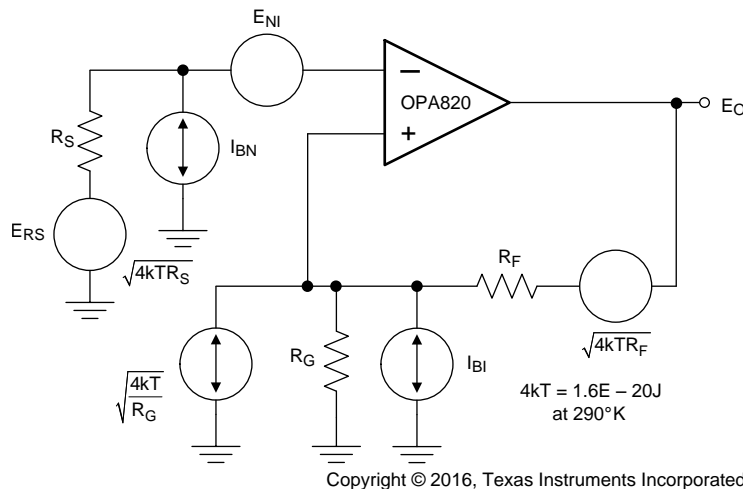 E_NI
−
OPA820
+
E_O
R_S
I_BN
E_RS
√4kTR_S
R_F
√4kTR_F
√4kT/R_G
R_G
I_BI
4kT = 1.6E – 20J
at 290°K
Copyright © 2016, Texas Instruments Incorporated